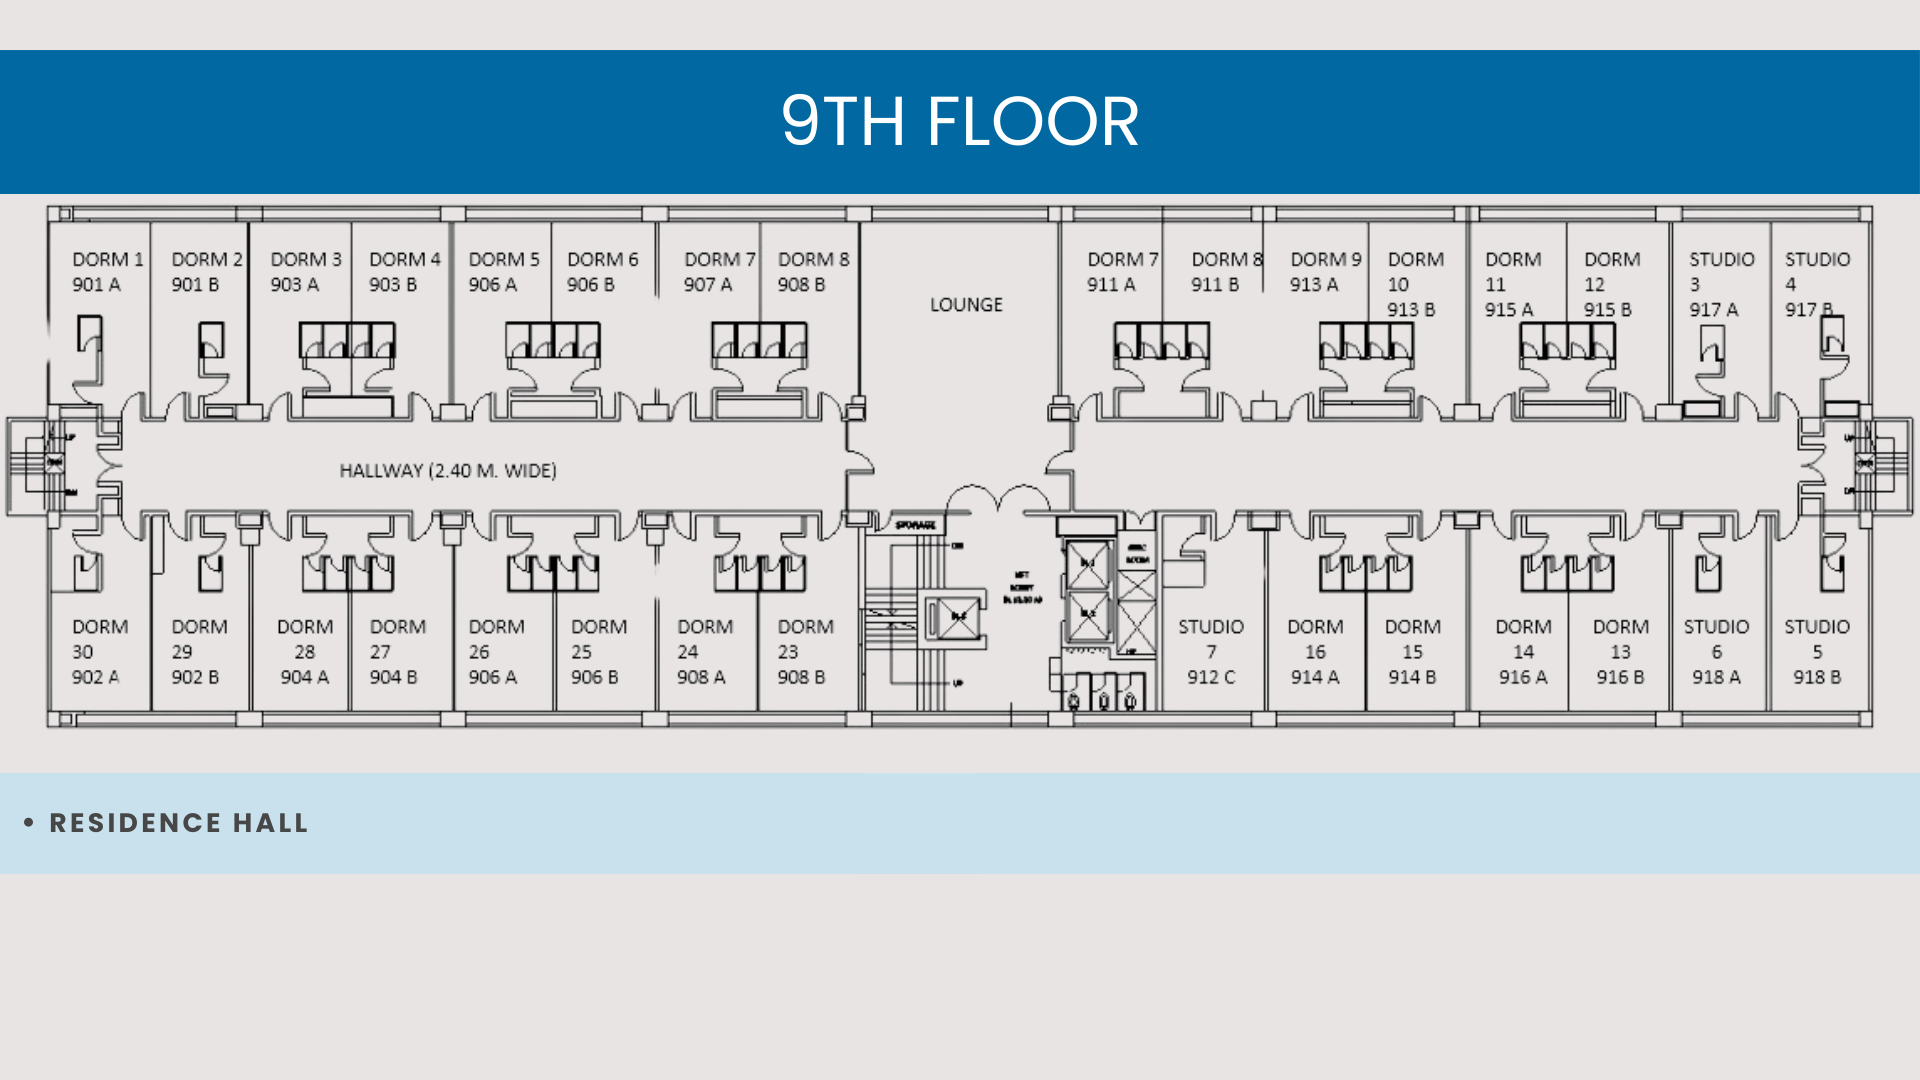 9TH FLOOR
DORM 1
901 A
DORM 2
901 B
DORM 3
903 A
DORM 4
903 B
DORM 5
906 A
DORM 6
906 B
DORM 7
907 A
DORM 8
908 B
LOUNGE
DORM 7
911 A
DORM 8
911 B
DORM 9
913 A
DORM
10
913 B
DORM
11
915 A
DORM
12
915 B
STUDIO
3
917 A
STUDIO
4
917 B
UP
HALLWAY (2.40 M. WIDE)
STORAGE
DORM
30
902 A
DORM
29
902 B
DORM
28
904 A
DORM
27
904 B
DORM
26
906 A
DORM
25
906 B
DORM
24
908 A
DORM
23
908 B
UP
STUDIO
7
912 C
DORM
16
914 A
DORM
15
914 B
DORM
14
916 A
DORM
13
916 B
STUDIO
6
918 A
STUDIO
5
918 B
• RESIDENCE HALL